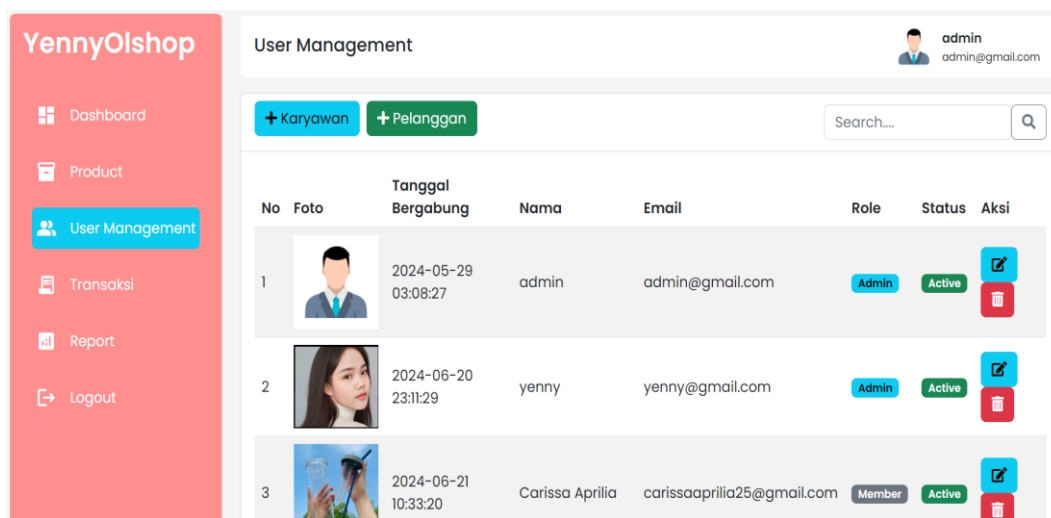 YennyOlshop
Dashboard
Product
User Management
Transaksi
Report
Logout
User Management
admin
admin@gmail.com
+ Karyawan + Pelanggan
Search....
No Foto Tanggal Bergabung Nama Email Role Status Aksi
1 2024-05-29 03:08:27 admin admin@gmail.com Admin Active
2 2024-06-20 23:11:29 yenny yenny@gmail.com Admin Active
3 2024-06-21 10:33:20 Carissa Aprilia carissaaprilia25@gmail.com Member Active